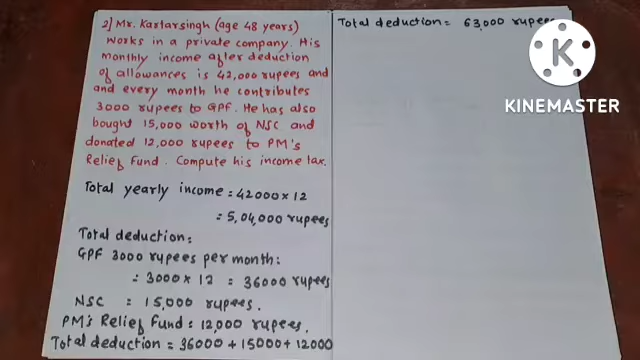 2] Mr. Kartarsingh (age 48 years)
works in a private company. His
monthly income after deduction
of allowances is 42,000 rupees and
and every month he contributes
3000 rupees to GPF. He has also
bought 15,000 worth of NSC and
donated 12,000 rupees to PM's
Relief Fund. Compute his income tax.
Total yearly income = 42000 × 12
= 5,04,000 rupees
Total deduction:
GPF 3000 rupees per month:
= 3000 × 12 = 36000 rupees
NSC = 15,000 rupees.
PM's Relief Fund = 12,000 rupees.
Total deduction = 36000 + 15000 + 12000
Total deduction = 63,000 rupees
K
KINEMASTER